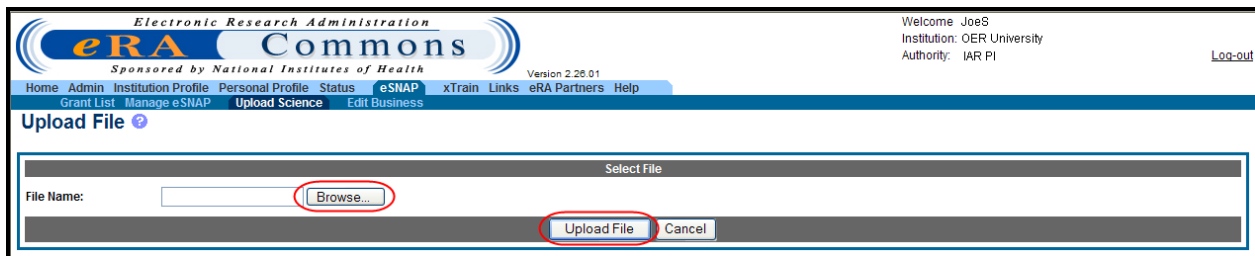 Electronic Research Administration
eRA Commons
Sponsored by National Institutes of Health
Version 2.26.01
Welcome JoeS
Institution: OER University
Authority: IAR PI
Log-out
Home Admin Institution Profile Personal Profile Status eSNAP xTrain Links eRA Partners Help
Grant List Manage eSNAP Upload Science Edit Business
Upload File ?
Select File
File Name: Browse...
Upload File Cancel